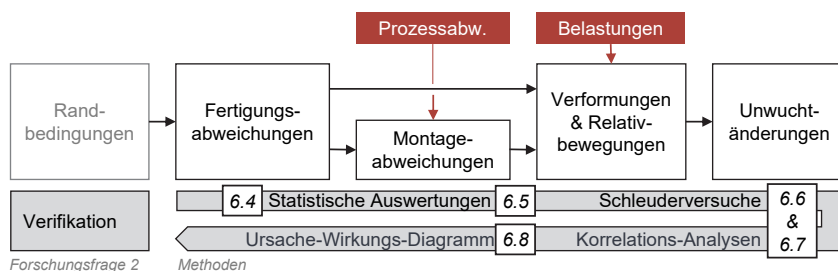 Prozessabw.
Belastungen
Rand-
bedingungen
Fertigungs-
abweichungen
Montage-
abweichungen
Verformungen
& Relativ-
bewegungen
Unwucht-
änderungen
Verifikation
6.4 Statistische Auswertungen 6.5 Schleuderversuche 6.6
&
Ursache-Wirkungs-Diagramm 6.8 Korrelations-Analysen 6.7
Forschungsfrage 2 Methoden